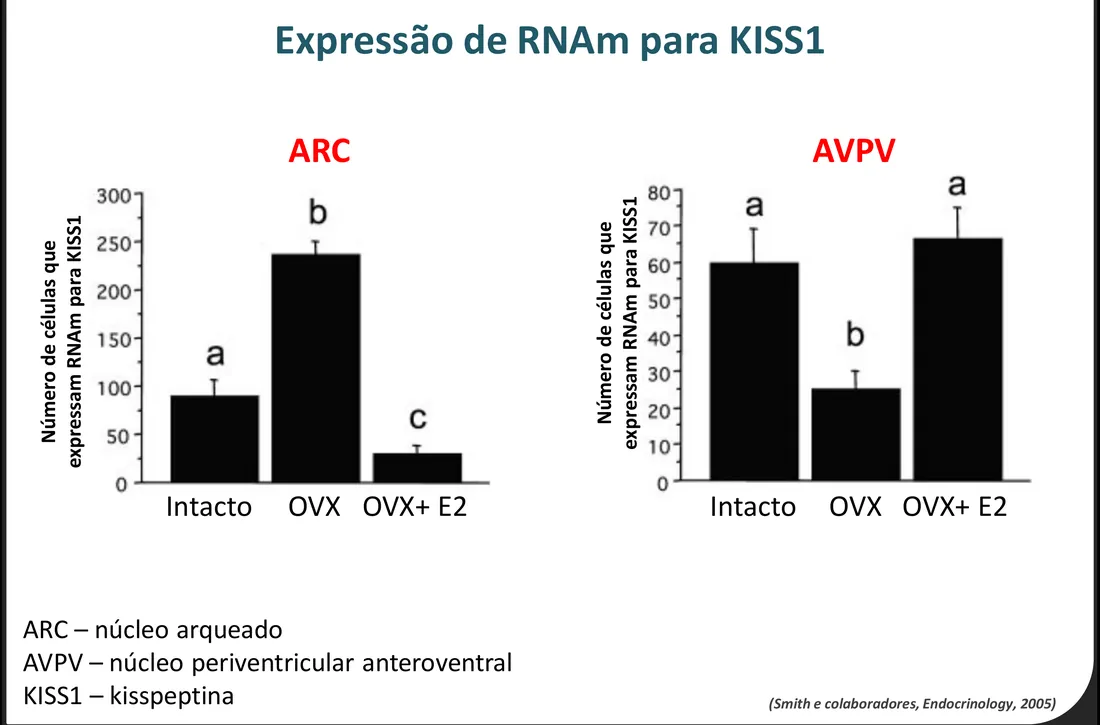 Expressão de RNAm para KISS1
ARC
Número de células que
expressam RNAm para KISS1
300
250
200
150
100
50
0
a
b
c
Intacto OVX OVX+ E2
AVPV
Número de células que
expressam RNAm para KISS1
80
70
60
50
40
30
20
10
0
a
b
a
Intacto OVX OVX+ E2
ARC – núcleo arqueado
AVPV – núcleo periventricular anteroventral
KISS1 – kisspeptina
(Smith e colaboradores, Endocrinology, 2005)